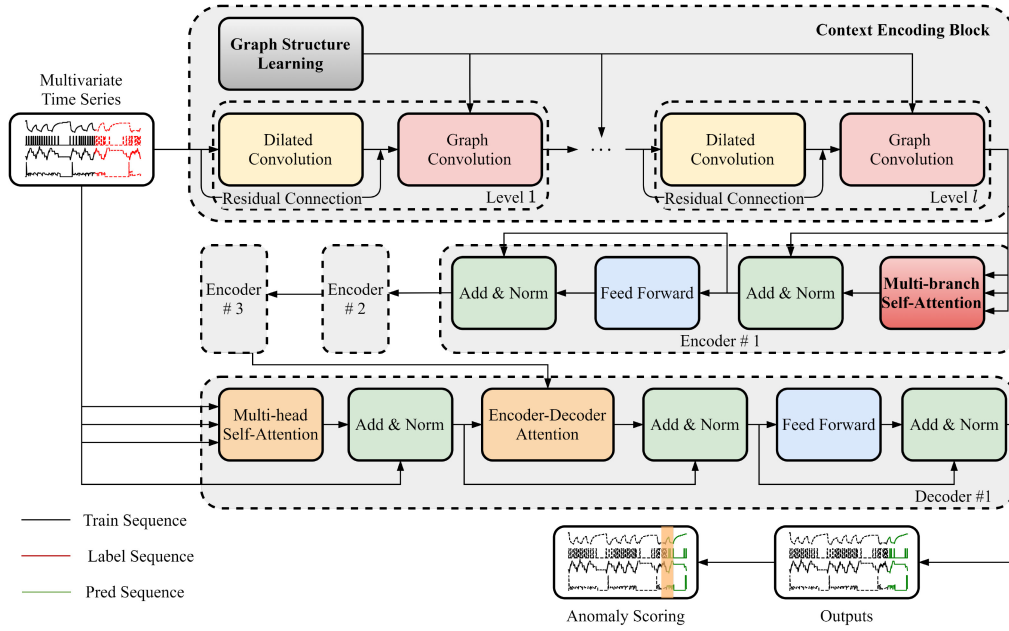 Context Encoding Block
Graph Structure
Learning
Multivariate
Time Series
Dilated
Convolution
Graph
Convolution
...
Dilated
Convolution
Graph
Convolution
Residual Connection
Level 1
Residual Connection
Level l
Encoder
# 3
Encoder
# 2
Add & Norm
Feed Forward
Add & Norm
Multi-branch
Self-Attention
Encoder # 1
Multi-head
Self-Attention
Add & Norm
Encoder-Decoder
Attention
Add & Norm
Feed Forward
Add & Norm
Decoder #1
Train Sequence
Label Sequence
Pred Sequence
Anomaly Scoring
Outputs